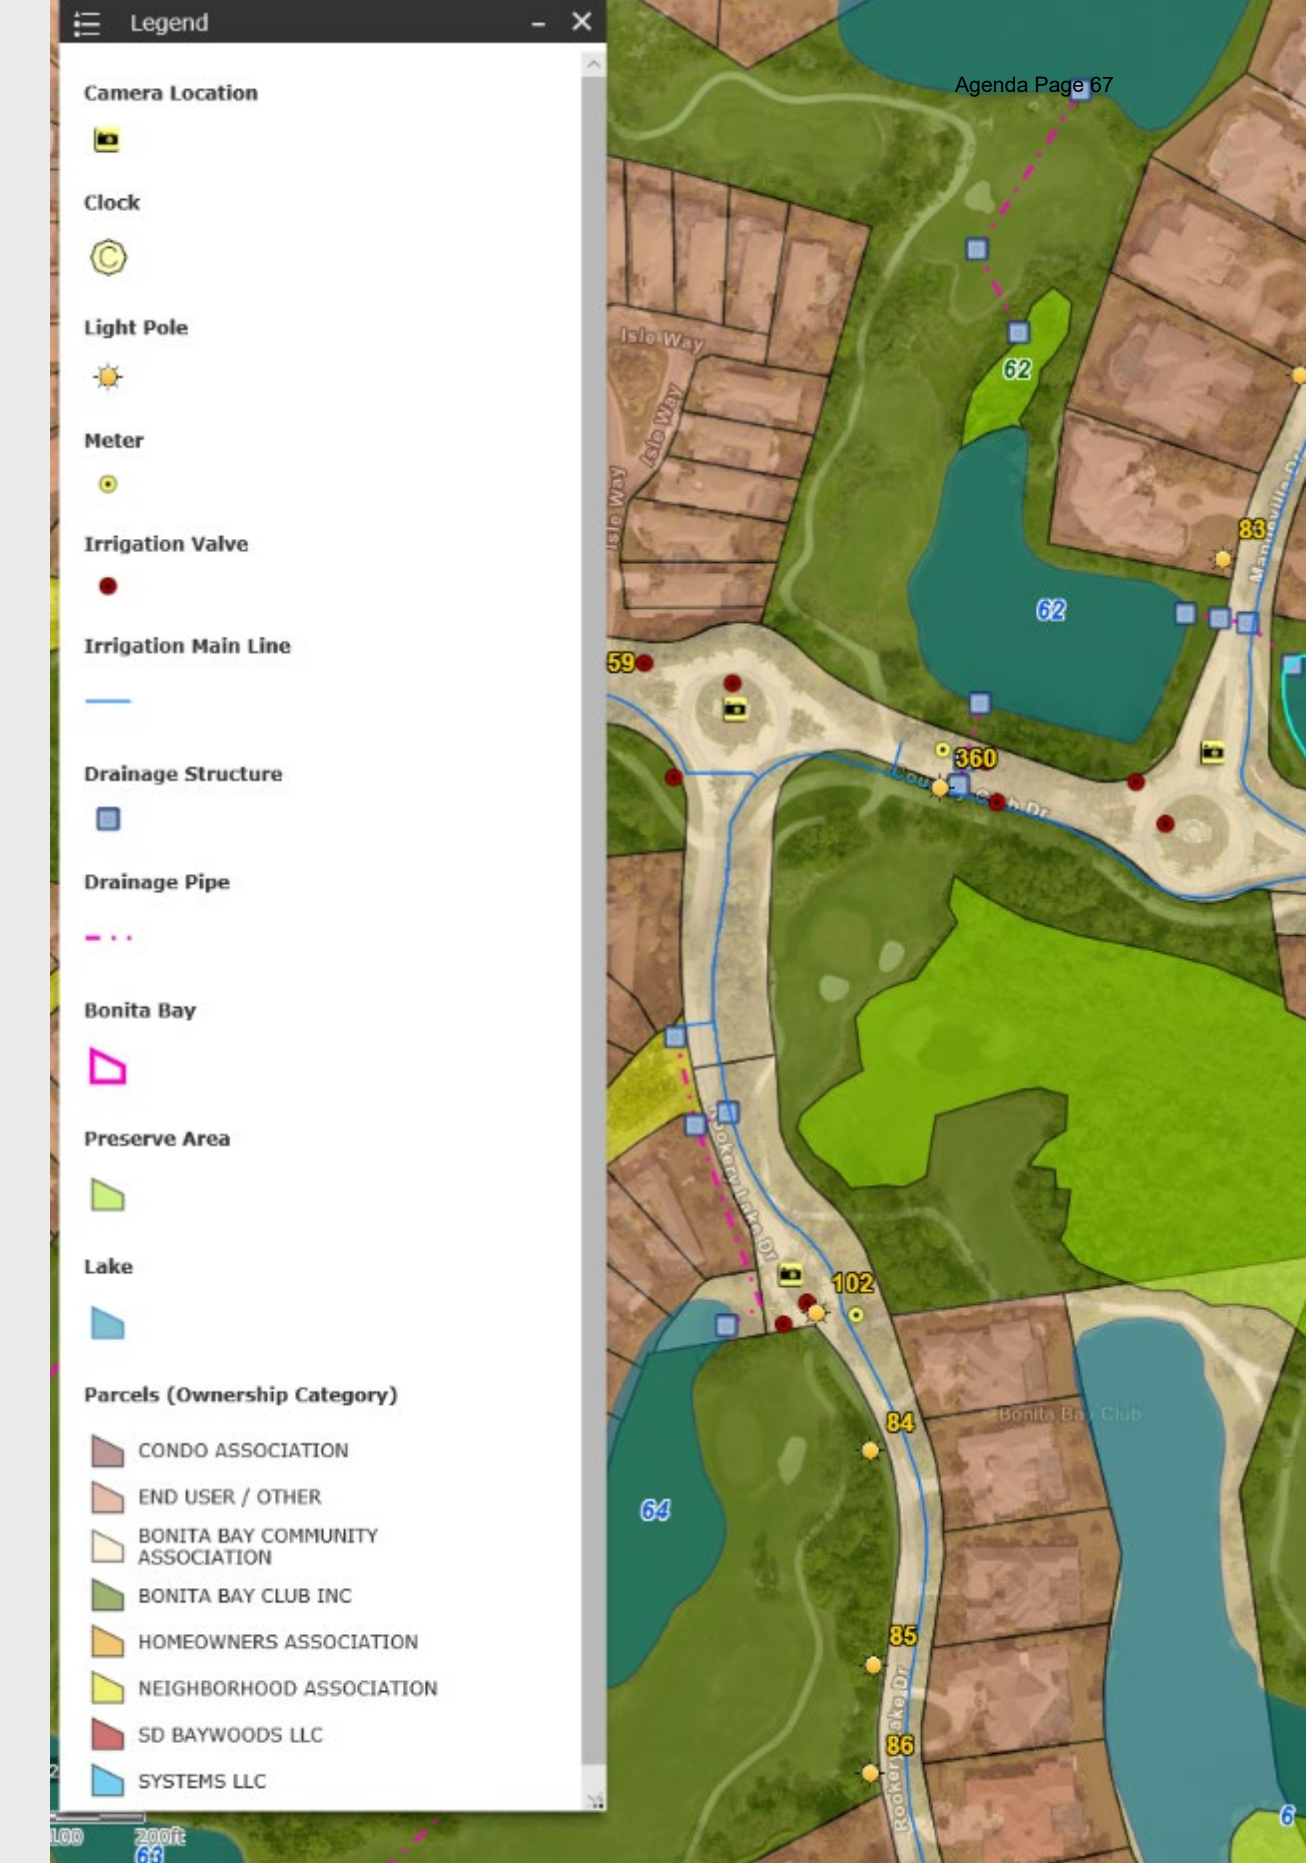 Legend
Camera Location
Clock
C
Light Pole
Meter
Irrigation Valve
Irrigation Main Line
Drainage Structure
Drainage Pipe
Bonita Bay
Preserve Area
Lake
Parcels (Ownership Category)
CONDO ASSOCIATION
END USER / OTHER
BONITA BAY COMMUNITY
ASSOCIATION
BONITA BAY CLUB INC
HOMEOWNERS ASSOCIATION
NEIGHBORHOOD ASSOCIATION
SD BAYWOODS LLC
SYSTEMS LLC
100
200ft
63
Agenda Page 67
Isle Way
Isle Way
Isle Way
62
62
83
59
360
Club Dr
Rookery Lake Dr
102
84
Bonita Bay Club
64
85
86
Rookery Lake Dr
6